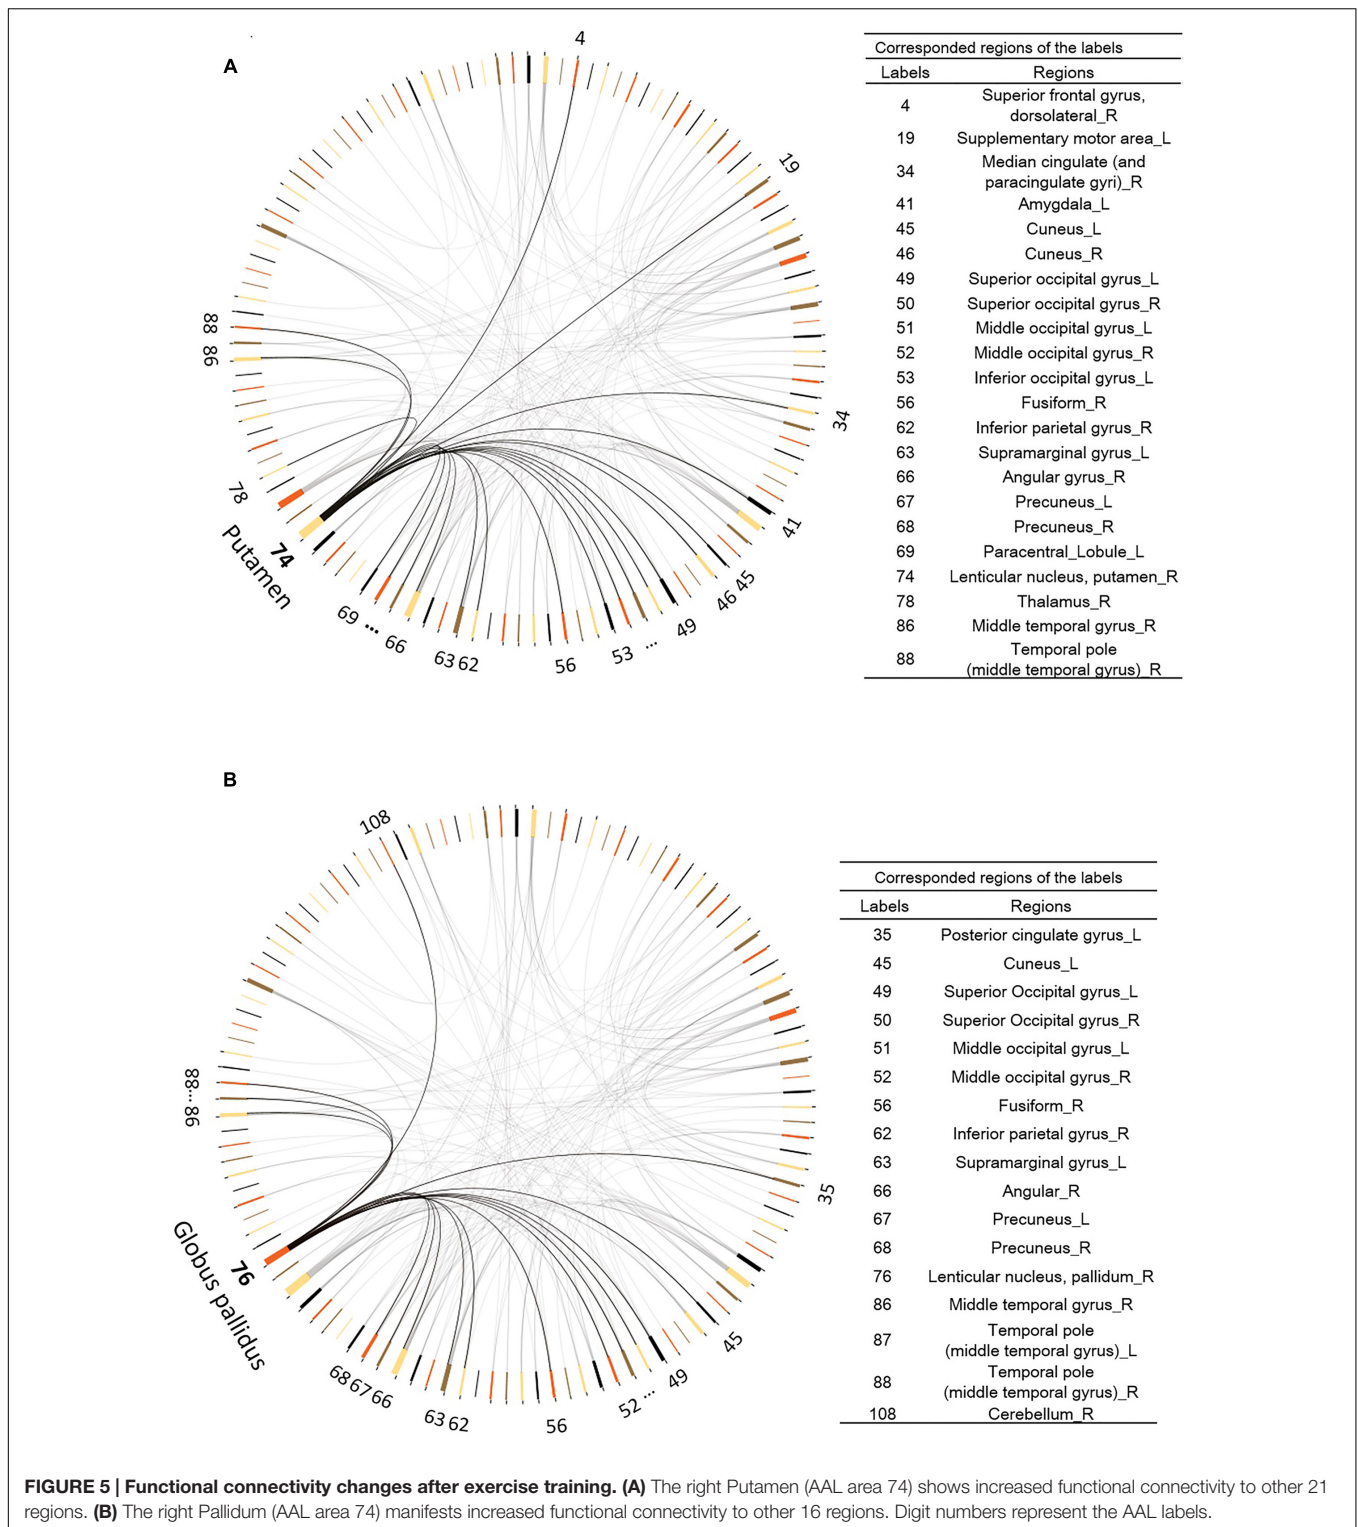 A
4
19
34
41
45
46
49
...
53
56
62
63
66
...
69
74
Putamen
78
86
88
Corresponded regions of the labels
Labels Regions
4 Superior frontal gyrus,
dorsolateral_R
19 Supplementary motor area_L
34 Median cingulate (and
paracingulate gyri)_R
41 Amygdala_L
45 Cuneus_L
46 Cuneus_R
49 Superior occipital gyrus_L
50 Superior occipital gyrus_R
51 Middle occipital gyrus_L
52 Middle occipital gyrus_R
53 Inferior occipital gyrus_L
56 Fusiform_R
62 Inferior parietal gyrus_R
63 Supramarginal gyrus_L
66 Angular gyrus_R
67 Precuneus_L
68 Precuneus_R
69 Paracentral_Lobule_L
74 Lenticular nucleus, putamen_R
78 Thalamus_R
86 Middle temporal gyrus_R
88 Temporal pole
(middle temporal gyrus)_R
B
108
35
45
49
...
52
56
62
63
66
67
68
76
Globus pallidus
88...86
Corresponded regions of the labels
Labels Regions
35 Posterior cingulate gyrus_L
45 Cuneus_L
49 Superior Occipital gyrus_L
50 Superior Occipital gyrus_R
51 Middle occipital gyrus_L
52 Middle occipital gyrus_R
56 Fusiform_R
62 Inferior parietal gyrus_R
63 Supramarginal gyrus_L
66 Angular_R
67 Precuneus_L
68 Precuneus_R
76 Lenticular nucleus, pallidum_R
86 Middle temporal gyrus_R
87 Temporal pole
(middle temporal gyrus)_L
88 Temporal pole
(middle temporal gyrus)_R
108 Cerebellum_R
FIGURE 5 | Functional connectivity changes after exercise training. (A) The right Putamen (AAL area 74) shows increased functional connectivity to other 21
regions. (B) The right Pallidum (AAL area 74) manifests increased functional connectivity to other 16 regions. Digit numbers represent the AAL labels.